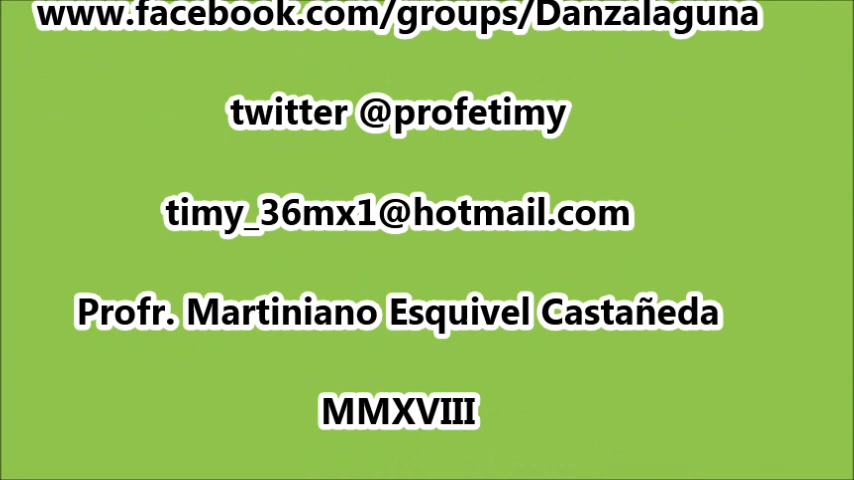 www.facebook.com/groups/Danzalaguna
twitter @profetimy
timy_36mx1@hotmail.com
Profr. Martiniano Esquivel Castañeda
MMXVIII